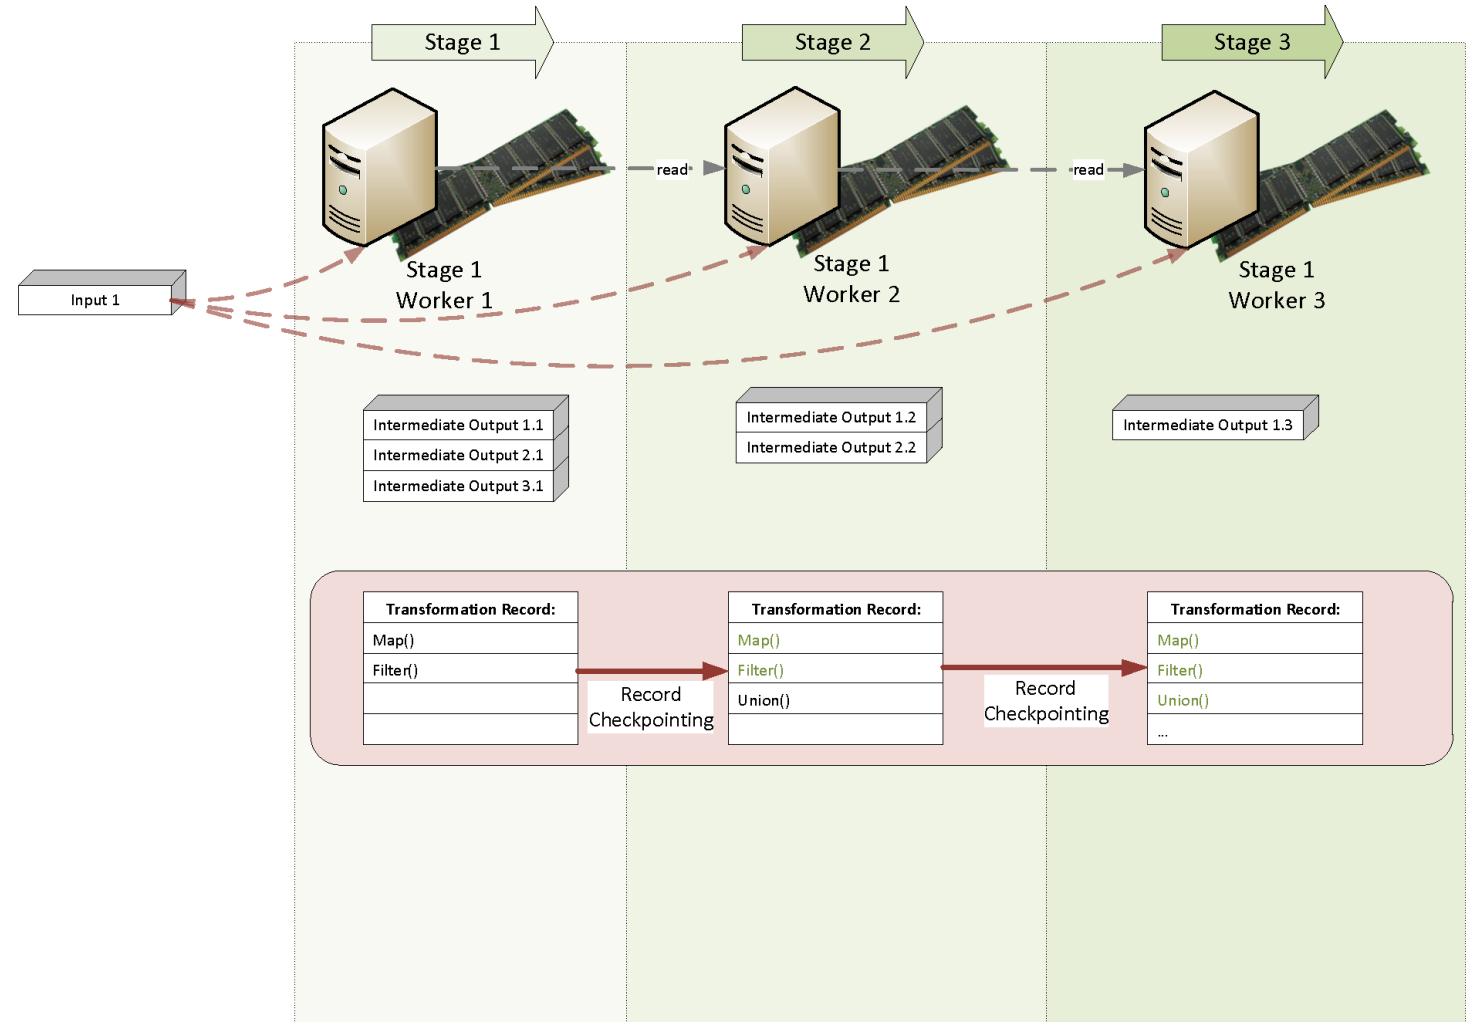 Stage 1
Stage 2
Stage 3
read
read
Stage 1
Worker 1
Stage 1
Worker 2
Stage 1
Worker 3
Input 1
Intermediate Output 1.1
Intermediate Output 2.1
Intermediate Output 3.1
Intermediate Output 1.2
Intermediate Output 2.2
Intermediate Output 1.3
Transformation Record:
Map()
Filter()
Record
Checkpointing
Transformation Record:
Map()
Filter()
Union()
Record
Checkpointing
Transformation Record:
Map()
Filter()
Union()
...